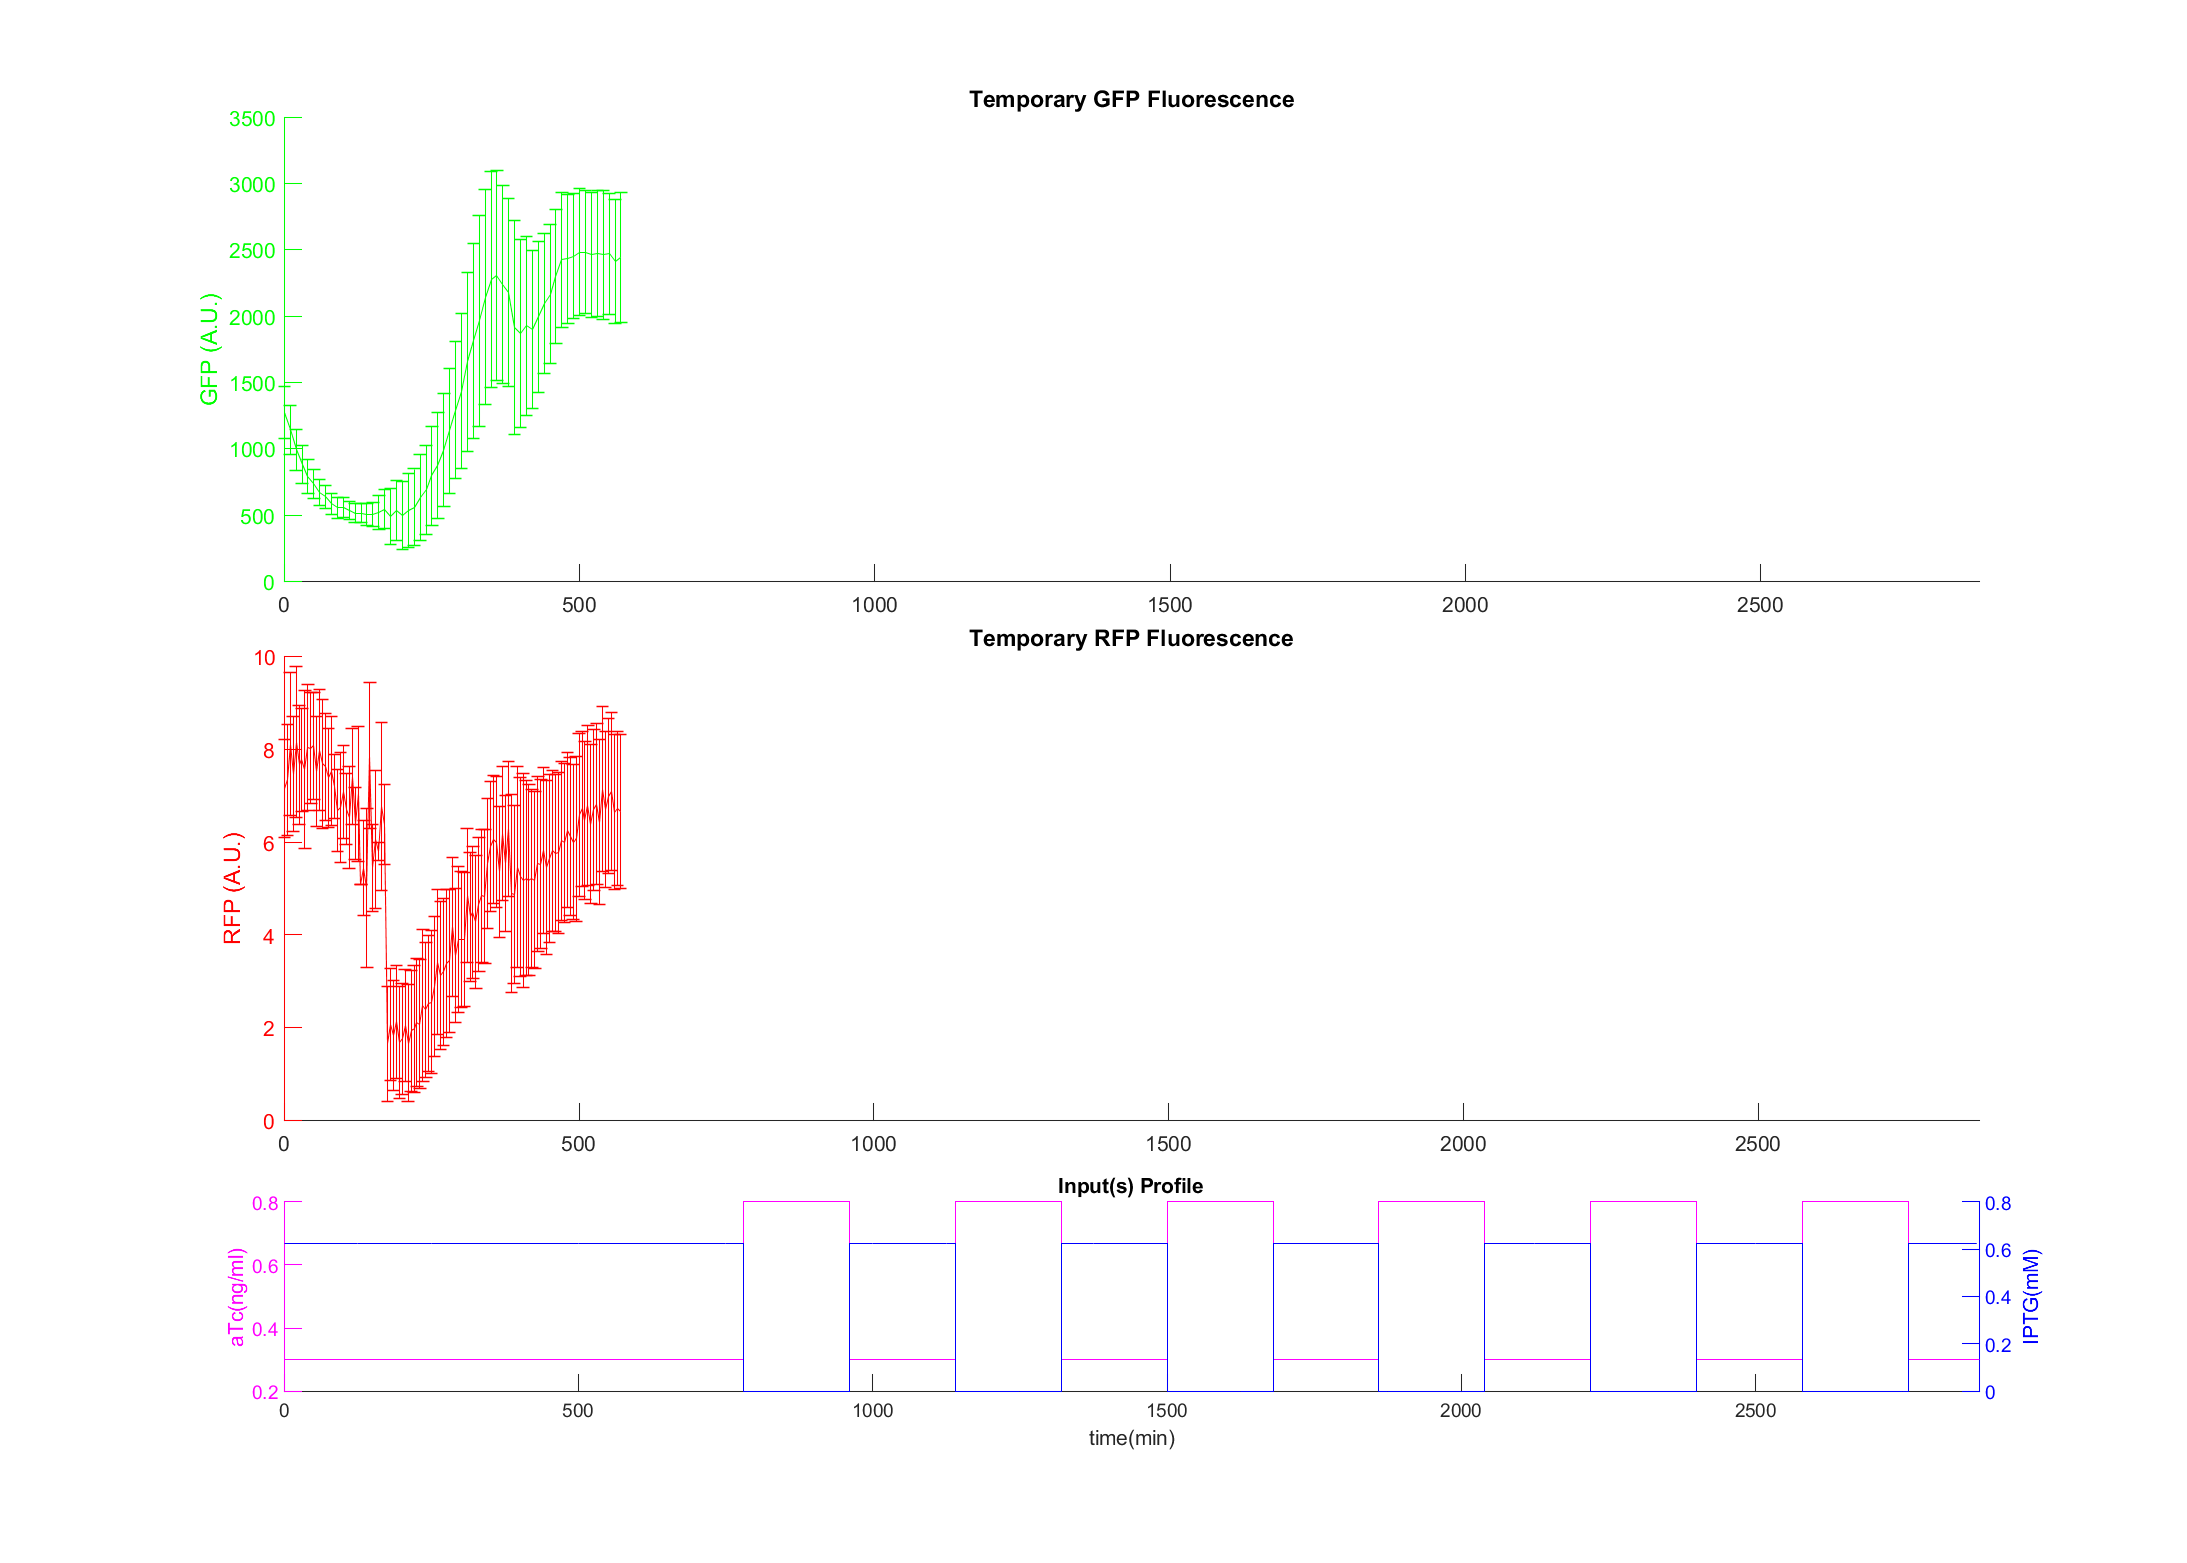 Temporary GFP Fluorescence
3500
3000
2500
2000
1500
1000
500
0
GFP (A.U.)
0 500 1000 1500 2000 2500
Temporary RFP Fluorescence
10
8
6
4
2
0
RFP (A.U.)
0 500 1000 1500 2000 2500
Input(s) Profile
0.8
0.6
0.4
0.2
aTc(ng/ml)
0.8
0.6
0.4
0.2
0
IPTG(mM)
0 500 1000 1500 2000 2500
time(min)